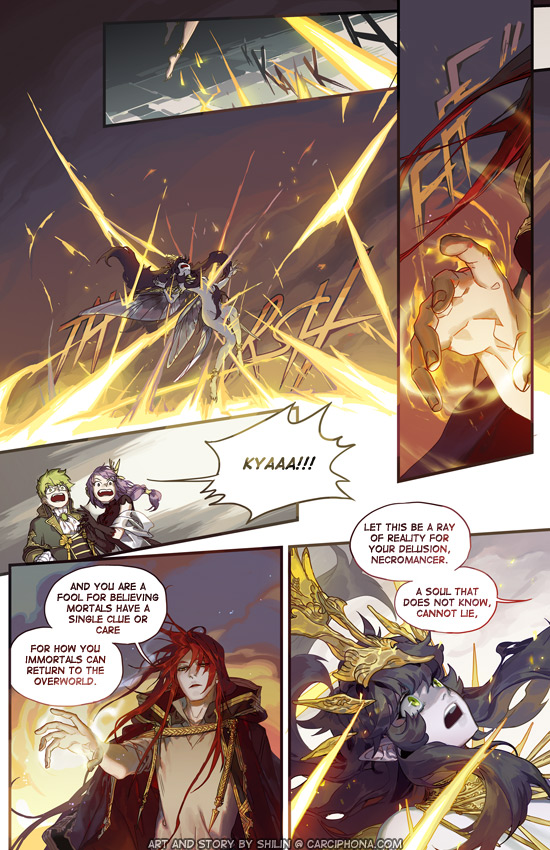 KYAAA!!!
LET THIS BE A RAY
OF REALITY FOR
YOUR DELUSION,
NECROMANCER.
A SOUL THAT
DOES NOT KNOW,
CANNOT LIE,
AND YOU ARE A
FOOL FOR BELIEVING
MORTALS HAVE A
SINGLE CLUE OR
CARE
FOR HOW YOU
IMMORTALS CAN
RETURN TO THE
OVERWORLD.
ART AND STORY BY SHILIN @ CARCIPHONA.COM